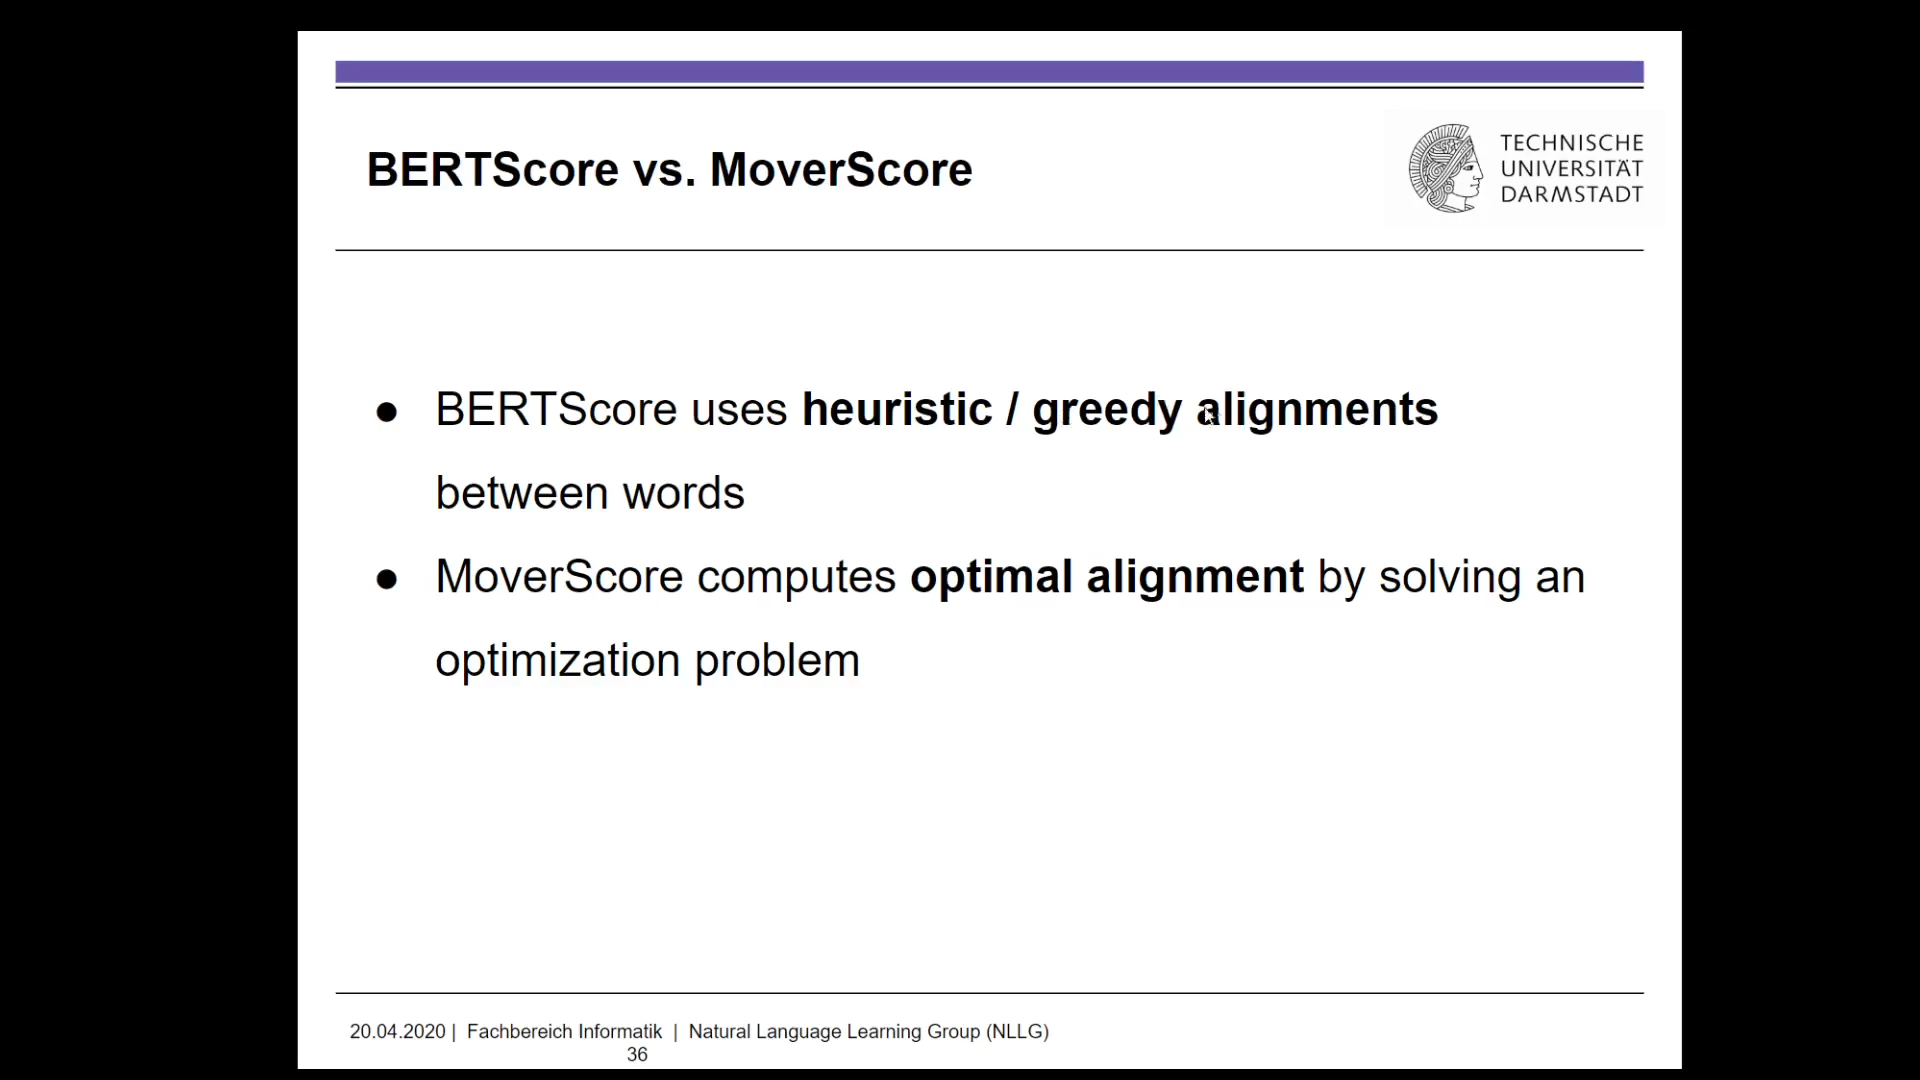 BERTScore vs. MoverScore
TECHNISCHE
UNIVERSITÄT
DARMSTADT
● BERTScore uses heuristic / greedy alignments
between words
● MoverScore computes optimal alignment by solving an
optimization problem
20.04.2020 | Fachbereich Informatik | Natural Language Learning Group (NLLG)
36